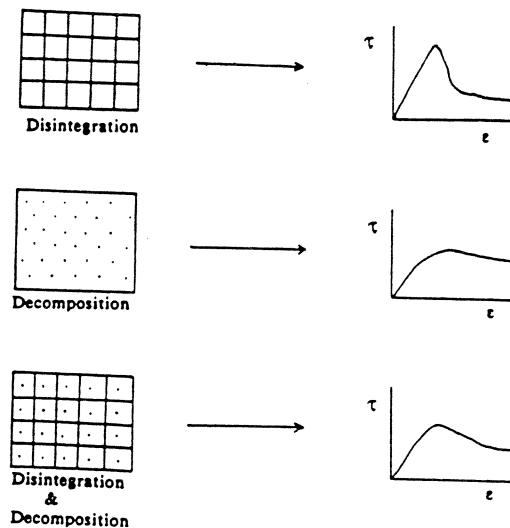 τ
Disintegration
ε
τ
Decomposition
ε
τ
Disintegration
&
Decomposition
ε